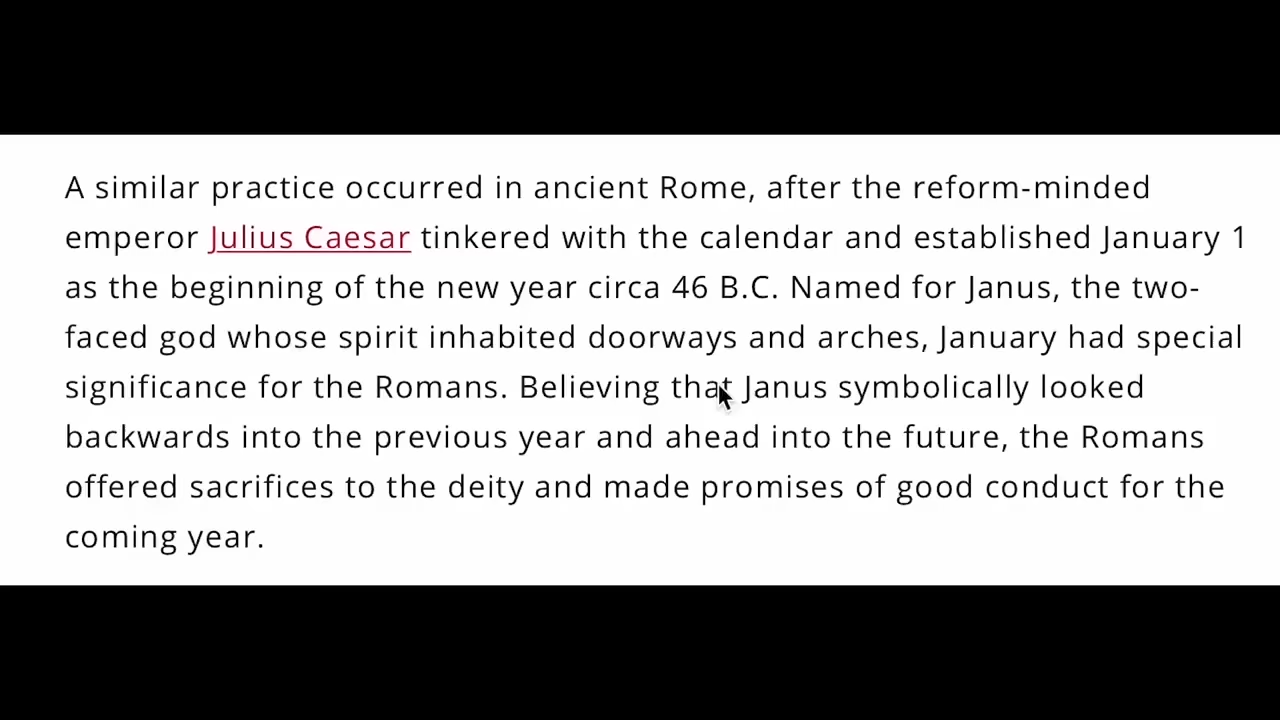 A similar practice occurred in ancient Rome, after the reform-minded
emperor Julius Caesar tinkered with the calendar and established January 1
as the beginning of the new year circa 46 B.C. Named for Janus, the two-
faced god whose spirit inhabited doorways and arches, January had special
significance for the Romans. Believing that Janus symbolically looked
backwards into the previous year and ahead into the future, the Romans
offered sacrifices to the deity and made promises of good conduct for the
coming year.